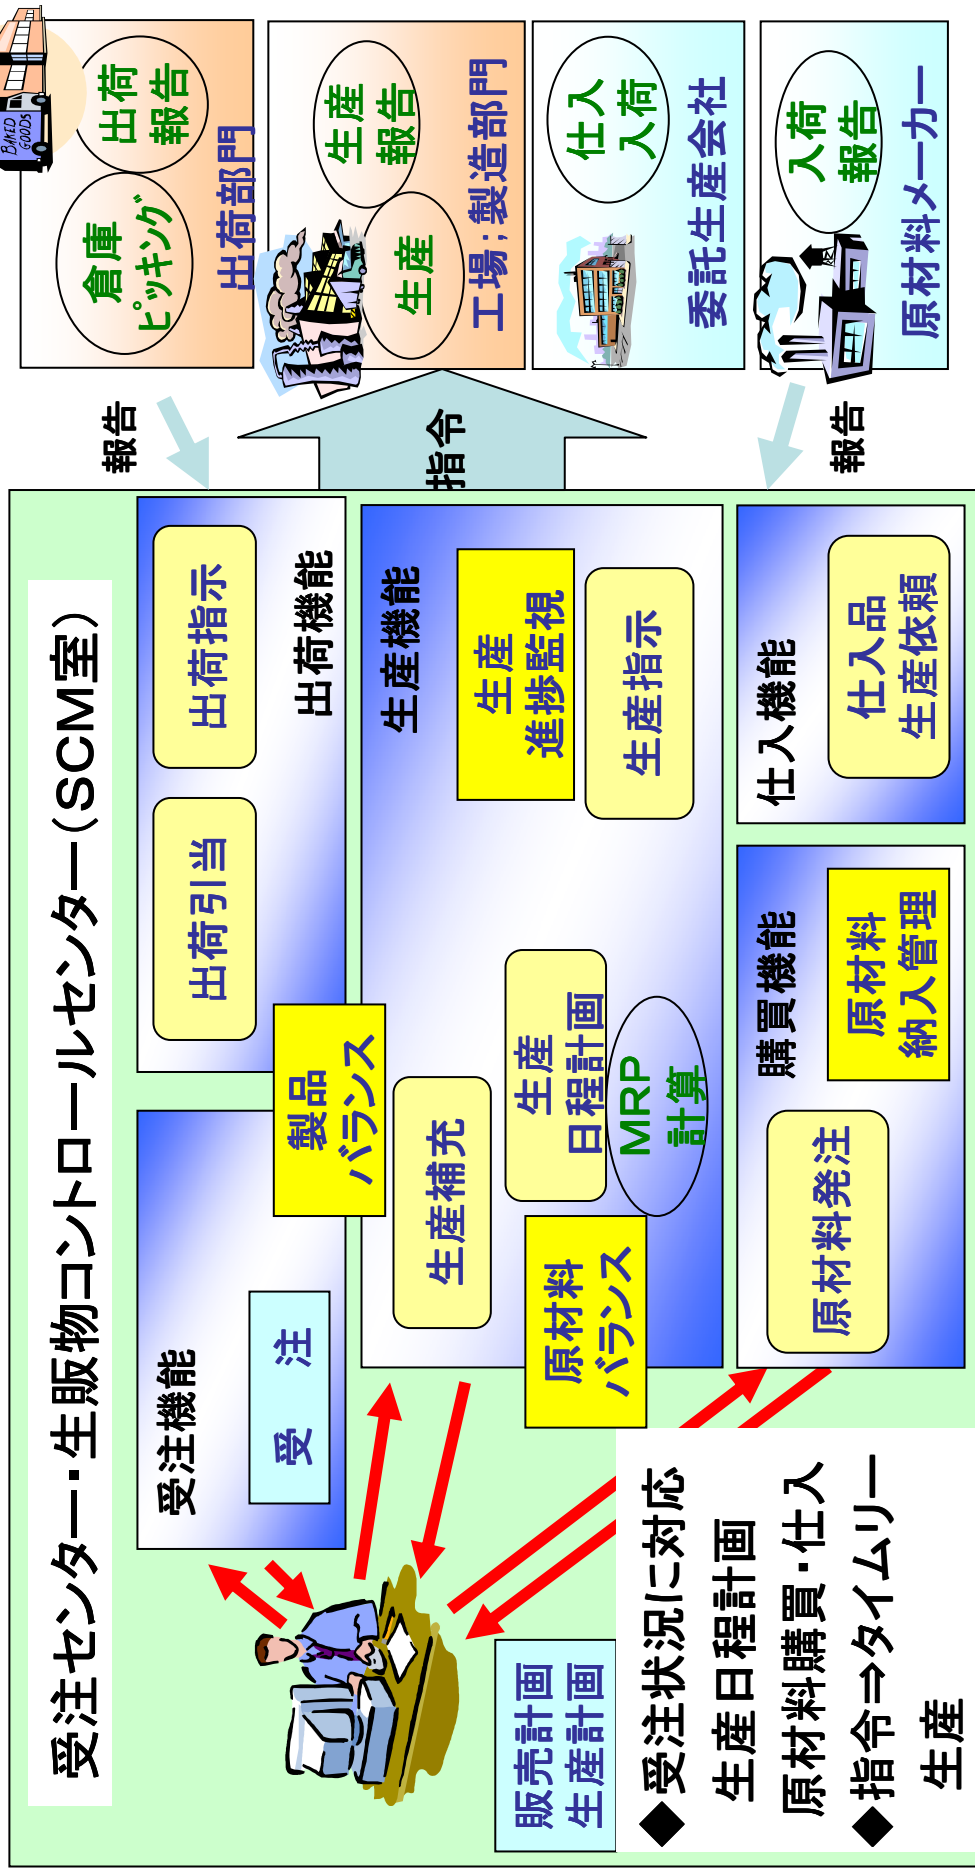 受注センター・生販物コントロールセンター(SCM室)
受注機能
受　注
製品
バランス
出荷引当
出荷指示
出荷機能
生産機能
生産補充
生産
日程計画
MRP
計算
原材料
バランス
生産
進捗監視
生産指示
購買機能
原材料発注
原材料
納入管理
仕入機能
仕入品
生産依頼
販売計画
生産計画
◆受注状況に対応
生産日程計画
原材料購買・仕入
◆指令⇒タイムリー
生産
報告
指令
報告
倉庫
ピッキング
出荷
報告
出荷部門
BAKED
GOODS
生産
生産
報告
工場;製造部門
仕入
入荷
委託生産会社
入荷
報告
原材料メーカー